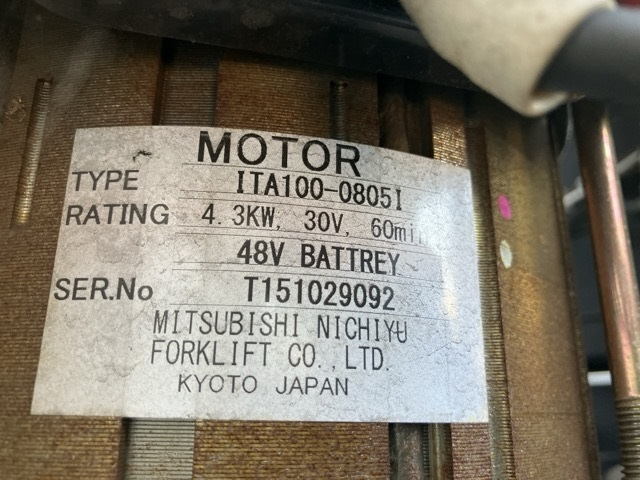 MOTOR
TYPE ITA100-0805I
RATING 4.3KW, 30V, 60min
48V BATTREY
SER.No T151029092
MITSUBISHI NICHIYU
FORKLIFT CO.,LTD.
KYOTO JAPAN